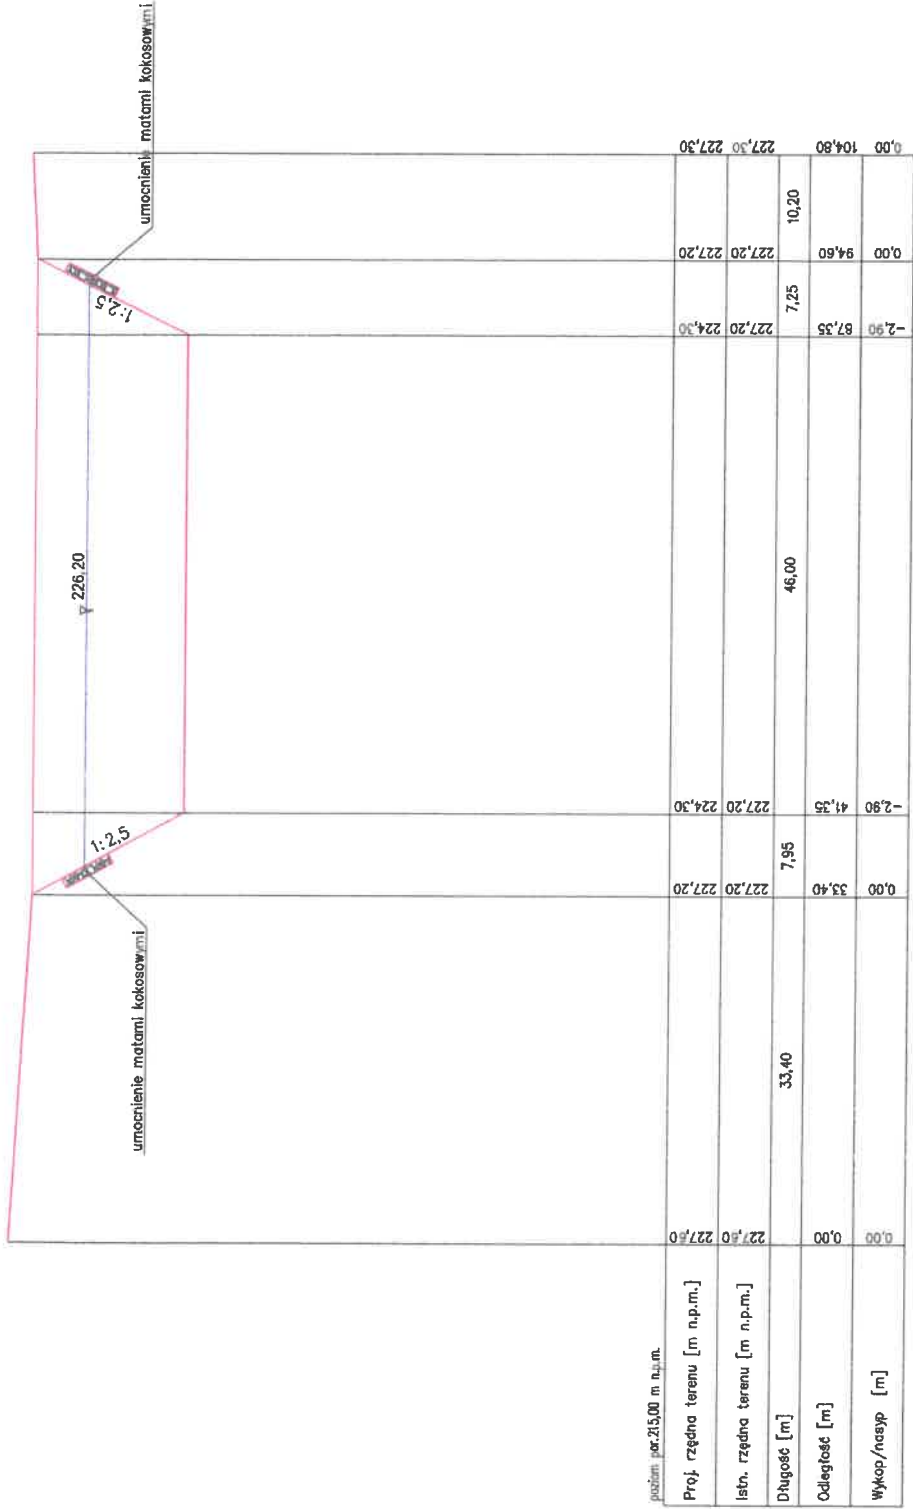 umocnienie matami kokosowymi
umocnienie matami kokosowymi
1:2,5
226,20
1:2,5
poziom por.215,00 m n.p.m.
Proj. rzędna terenu [m n.p.m.] 227,60 227,20 224,30 224,30 227,20 227,30
Istn. rzędna terenu [m n.p.m.] 227,60 227,20 227,20 227,20 227,20 227,30
Długość [m] 33,40 7,95 46,00 7,25 10,20
Odległość [m] 0,00 33,40 41,35 87,35 94,60 104,80
Wykop/nasyp [m] 0,00 0,00 -2,90 -2,90 0,00 0,00